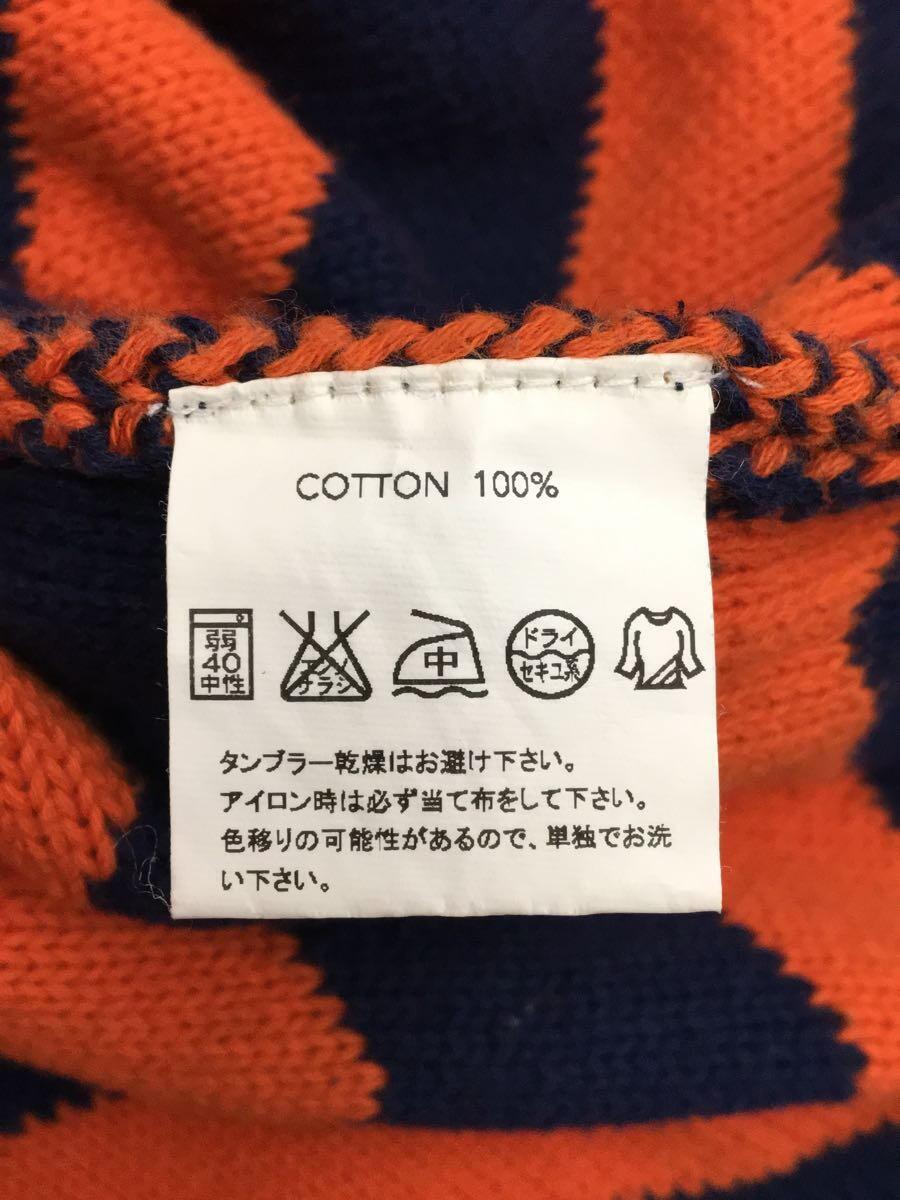 COTTON 100%
弱
40
中性
エンソ
サラシ
中
ドライ
セキユ系
タンブラー乾燥はお避け下さい。
アイロン時は必ず当て布をして下さい。
色移りの可能性があるので、単独でお洗
い下さい。